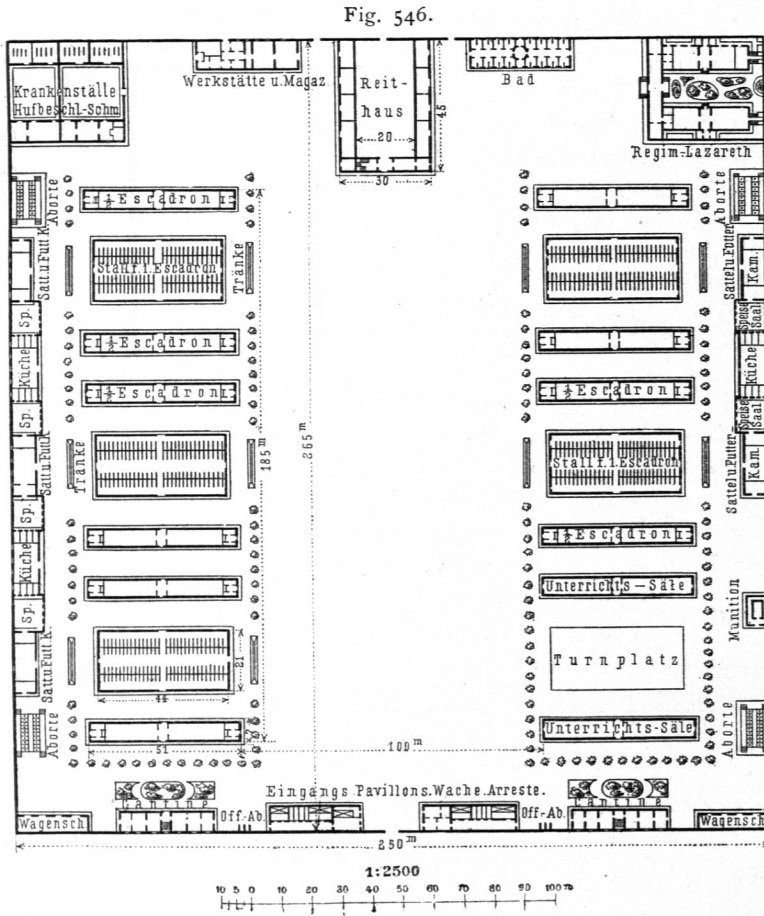 Fig. 546.
Werkstätte u. Magaz.
Reit-
haus
Bad
Kranken ställe
Hufbeschl-Schm.
20
45
30
Regim-Lazareth
Aborte
½ Escadron
Aborte
Satt.u.Futt K.
Stall f. 1. Escadron
Tränke
Sattel u. Futter
Kam.
Sp.
½ Escadron
Speise
Saal
Küche
½ Escadron
½ Escadron
Küche
Sp.
Speise
Saal
265 m
185 m
Satt.u.Futt.K
Tränke
Stall f. 1. Escadron
Sattel u. Futter-
Kam.
Sp.
½ Escadron
Küche
Unterrichts-Säle
Sp.
Munition
Satt.u.Futt.K.
21
Turnplatz
44
Aborte
Unterrichts-Säle
Aborte
7
51
100 m
Eingangs Pavillons. Wache. Arreste.
Cantine
Cantine
Wagensch
Off.-Ab.
Off.-Ab.
Wagensch
250 m
1:2500
10 5 0 10 20 30 40 50 60 70 80 90 100 m